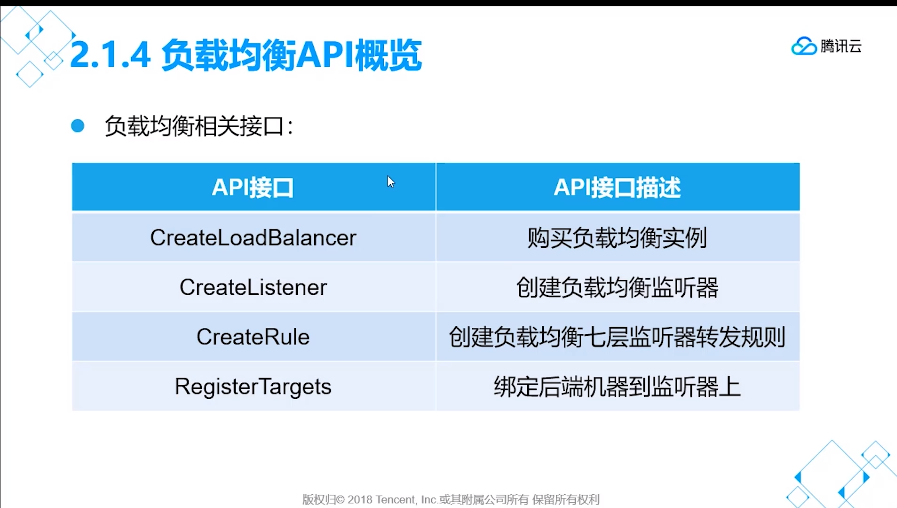 2.1.4 负载均衡API概览
腾讯云
负载均衡相关接口：
API接口 API接口描述
CreateLoadBalancer 购买负载均衡实例
CreateListener 创建负载均衡监听器
CreateRule 创建负载均衡七层监听器转发规则
RegisterTargets 绑定后端机器到监听器上
版权归© 2018 Tencent, Inc.或其附属公司所有 保留所有权利